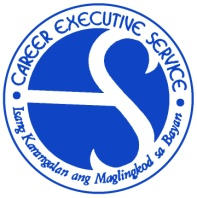 CAREER EXECUTIVE SERVICE
Isang Karangalan ang Maglingkod sa Bayan